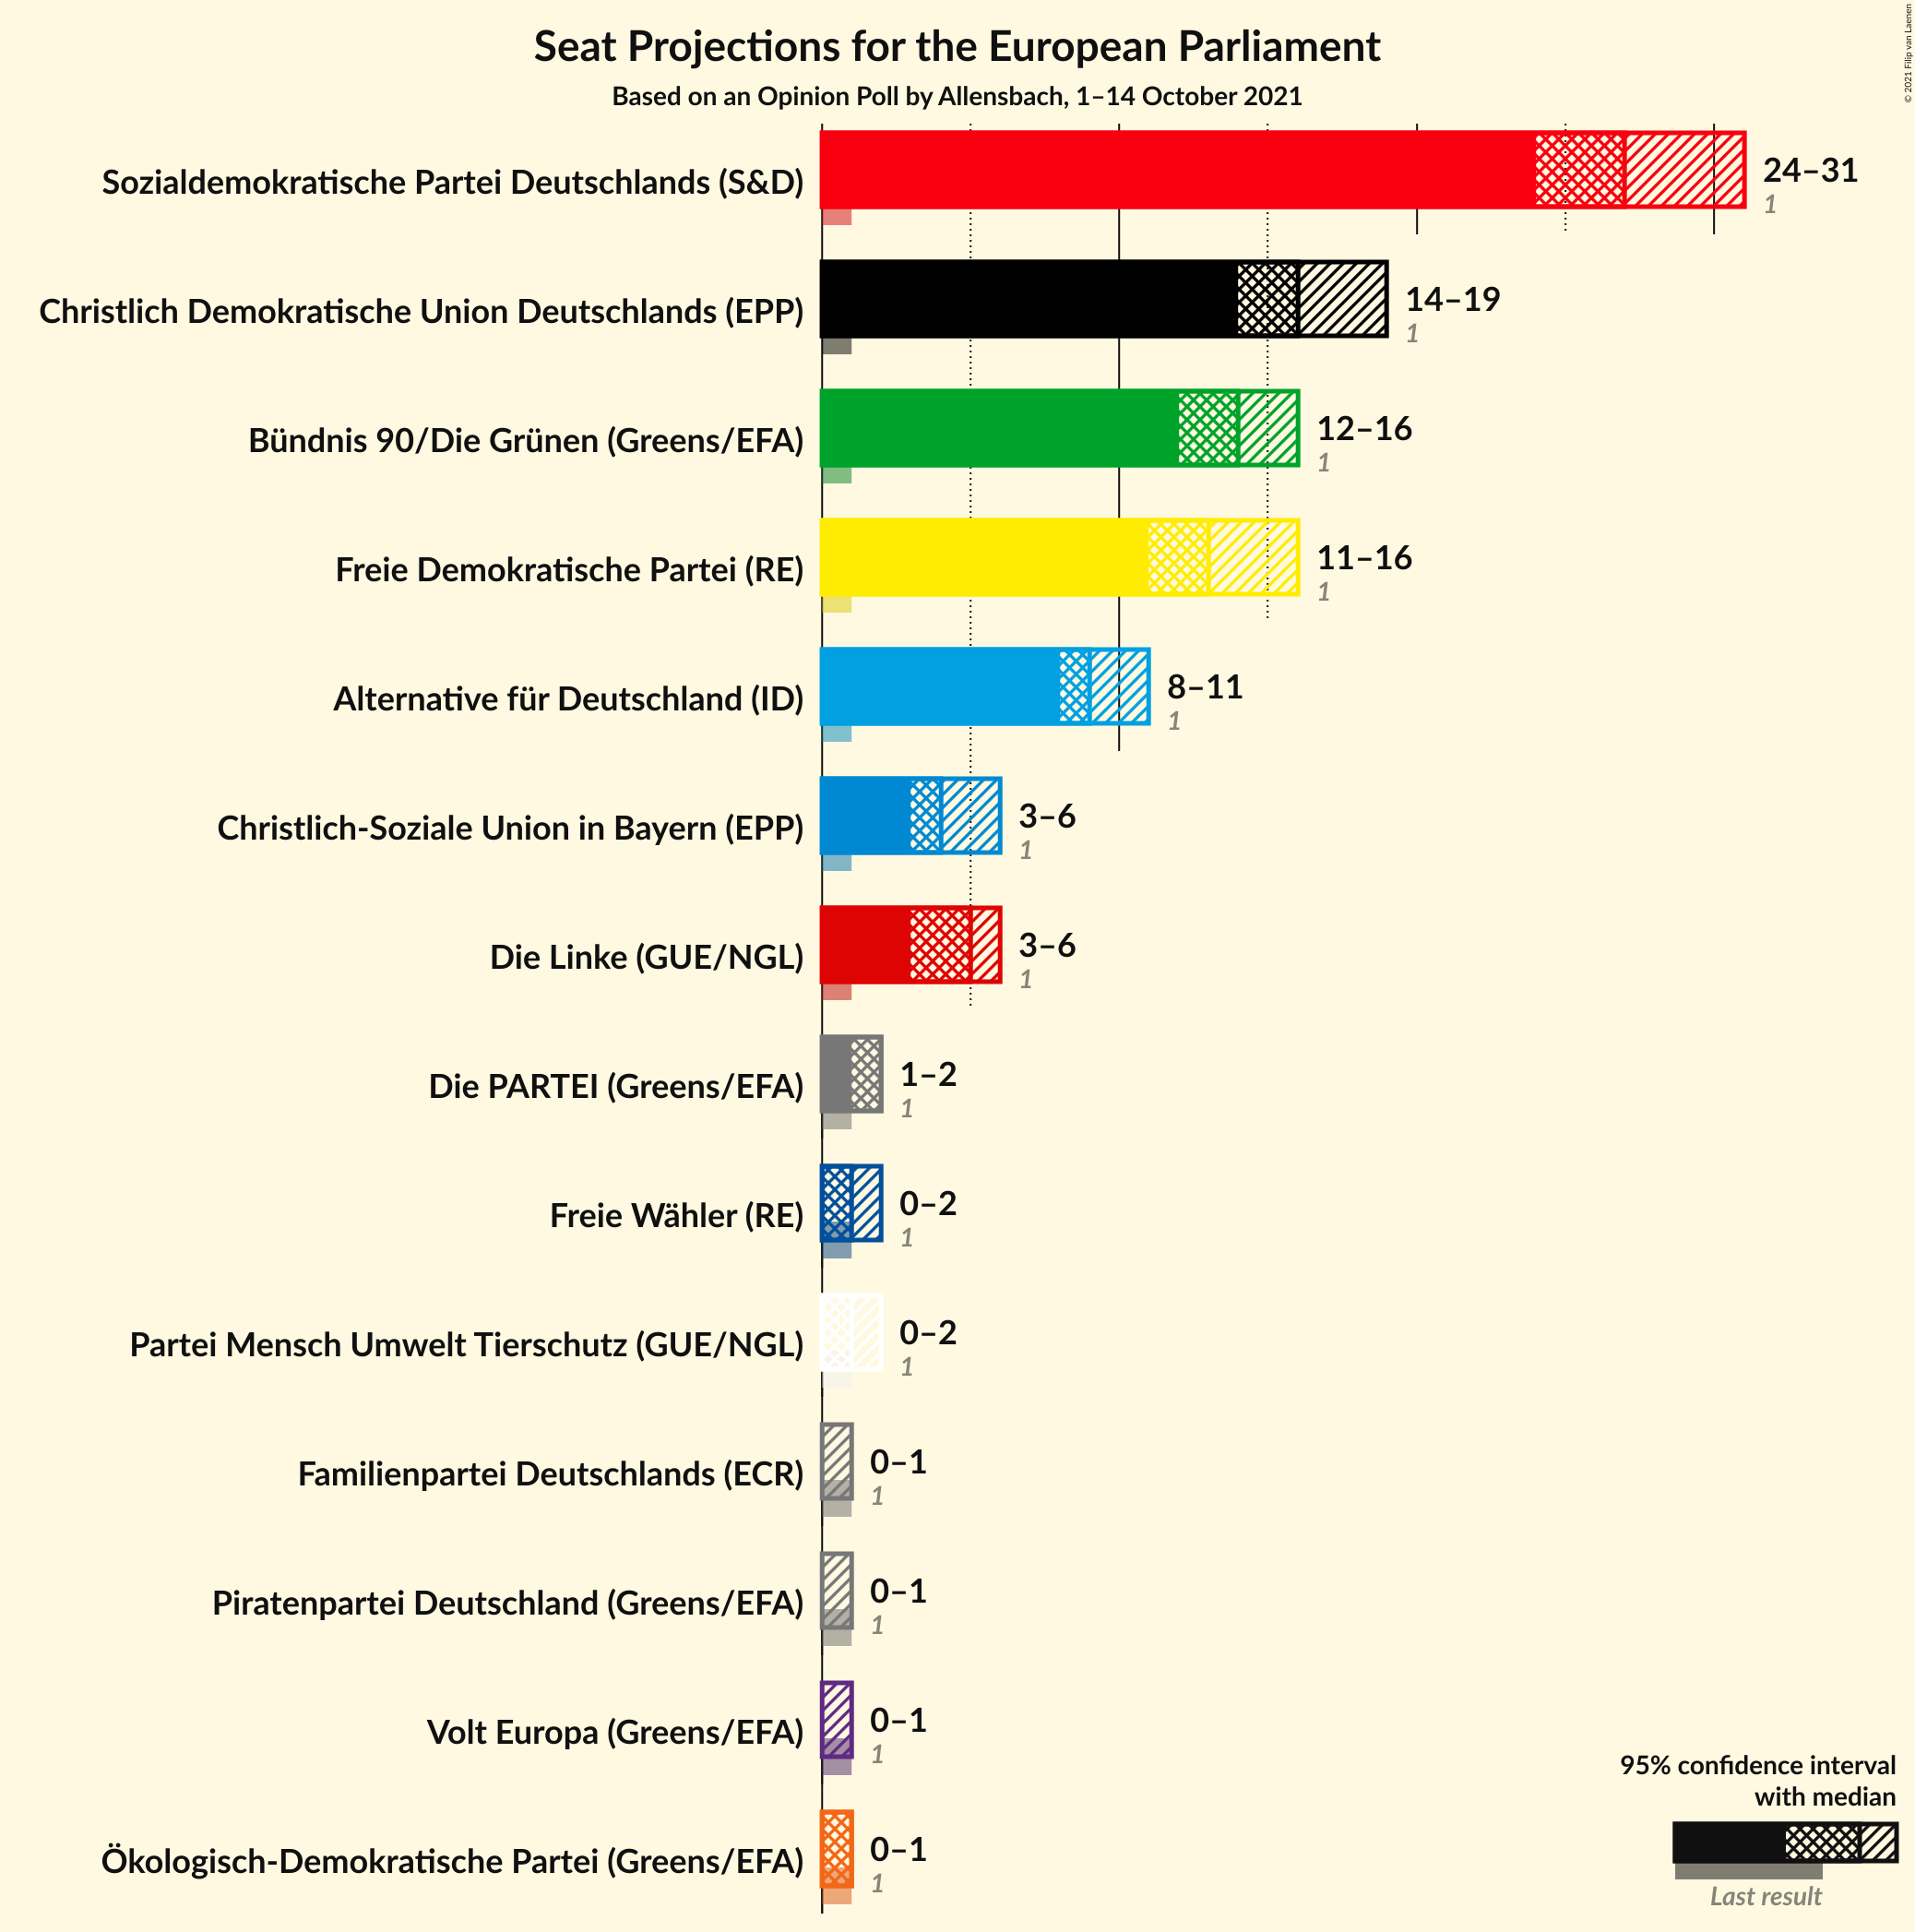 Seat Projections for the European Parliament
Based on an Opinion Poll by Allensbach, 1–14 October 2021
© 2021 Filip van Laenen
Sozialdemokratische Partei Deutschlands (S&D)
24–31
1
Christlich Demokratische Union Deutschlands (EPP)
14–19
1
Bündnis 90/Die Grünen (Greens/EFA)
12–16
1
Freie Demokratische Partei (RE)
11–16
1
Alternative für Deutschland (ID)
8–11
1
Christlich-Soziale Union in Bayern (EPP)
3–6
1
Die Linke (GUE/NGL)
3–6
1
Die PARTEI (Greens/EFA)
1–2
1
Freie Wähler (RE)
0–2
1
Partei Mensch Umwelt Tierschutz (GUE/NGL)
0–2
1
Familienpartei Deutschlands (ECR)
0–1
1
Piratenpartei Deutschland (Greens/EFA)
0–1
1
Volt Europa (Greens/EFA)
0–1
1
Ökologisch-Demokratische Partei (Greens/EFA)
0–1
1
95% confidence interval
with median
Last result